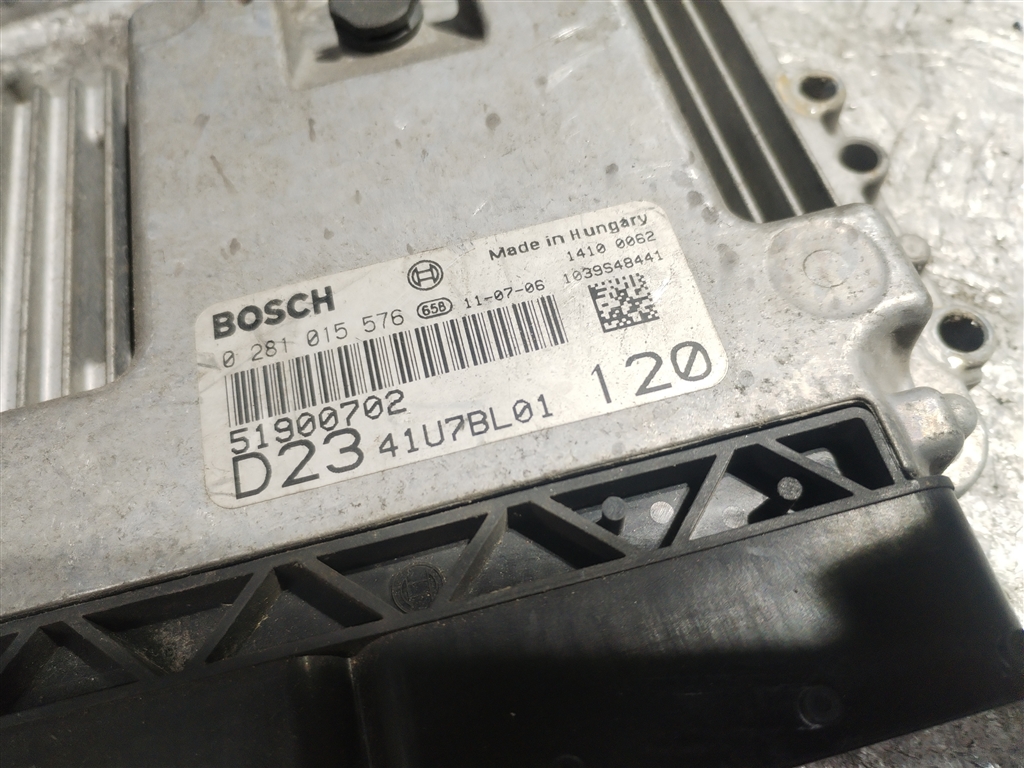 Made in Hungary
1410 0062
1039S48441
BOSCH
0 281 015 576 658 11-07-06
51900702
D23 41U7BL01 120